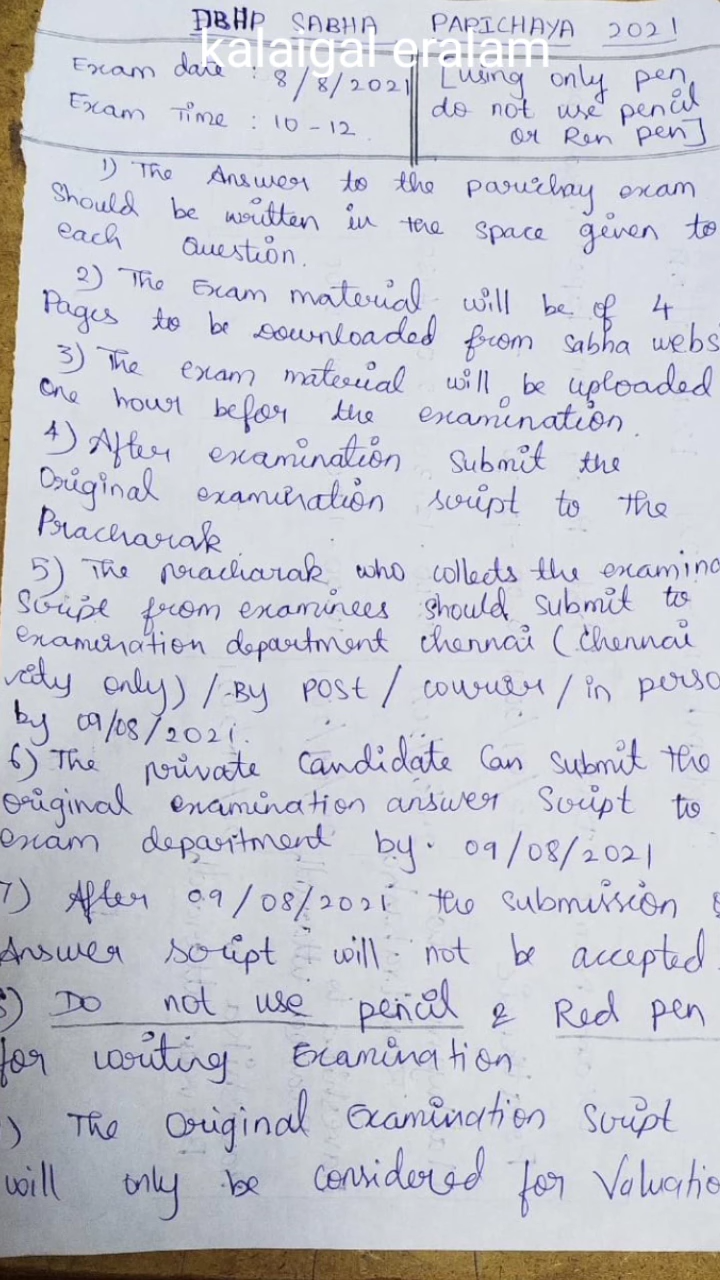 DBHP SABHA PARICHAYA 2021
kalaigal eralam
Exam date : 8/8/2021
Exam Time : 10-12
[using only pen,
do not use pencil
or Ren pen]
1) The Answer to the parichay exam
Should be written in the space given to
each Question.
2) The Exam material will be of 4
Pages to be Downloaded from Sabha webs
3) The exam material will be uploaded
One hour befor the examination.
4) After examination Submit the
Original examination script to the
Pracharak
5) The pracharak who collects the examina
Script from examinees should Submit to
examination department chennai (Chennai
city only) / By post / courier / in perso
by 09/08/2021.
6) The private Candidate Can Submit the
original examination answer Script to
exam department by. 09/08/2021
7) After 09/08/2021 the submission
Answer script will not be accepted.
8) Do not use pencil & Red pen
for writing Examination.
) The Original Examination Script
will only be considered for Valuatio